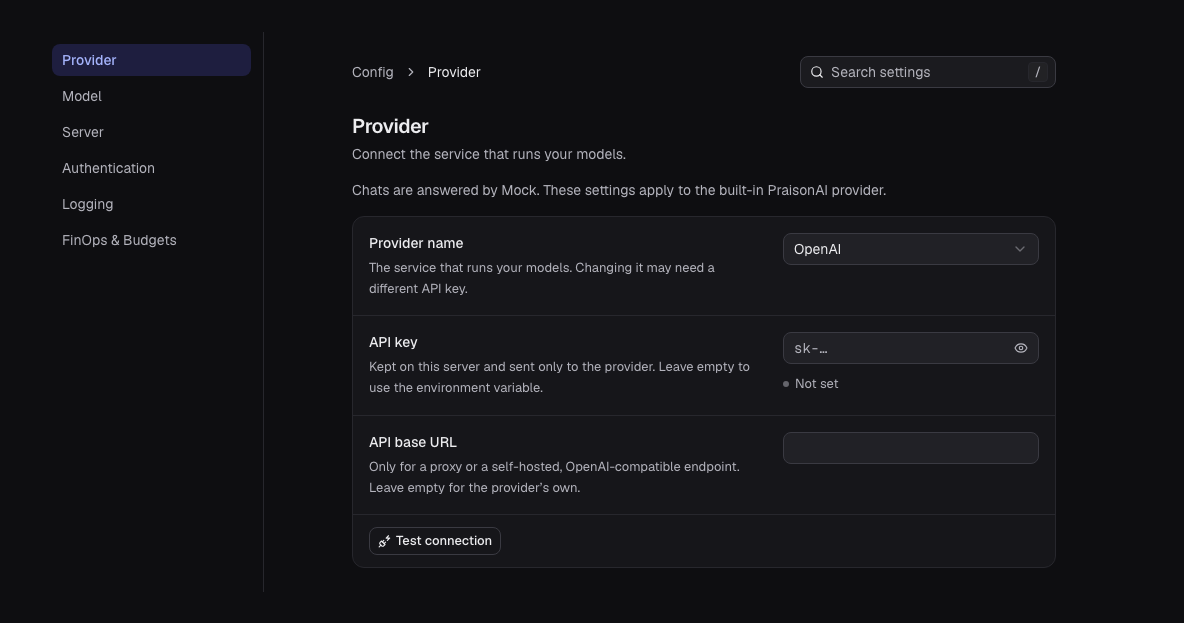 Provider
Model
Server
Authentication
Logging
FinOps & Budgets
Config > Provider
Search settings /
Provider
Connect the service that runs your models.
Chats are answered by Mock. These settings apply to the built-in PraisonAI provider.
Provider name
The service that runs your models. Changing it may need a
different API key.
OpenAI
API key
Kept on this server and sent only to the provider. Leave empty to
use the environment variable.
sk-…
Not set
API base URL
Only for a proxy or a self-hosted, OpenAI-compatible endpoint.
Leave empty for the provider's own.
Test connection